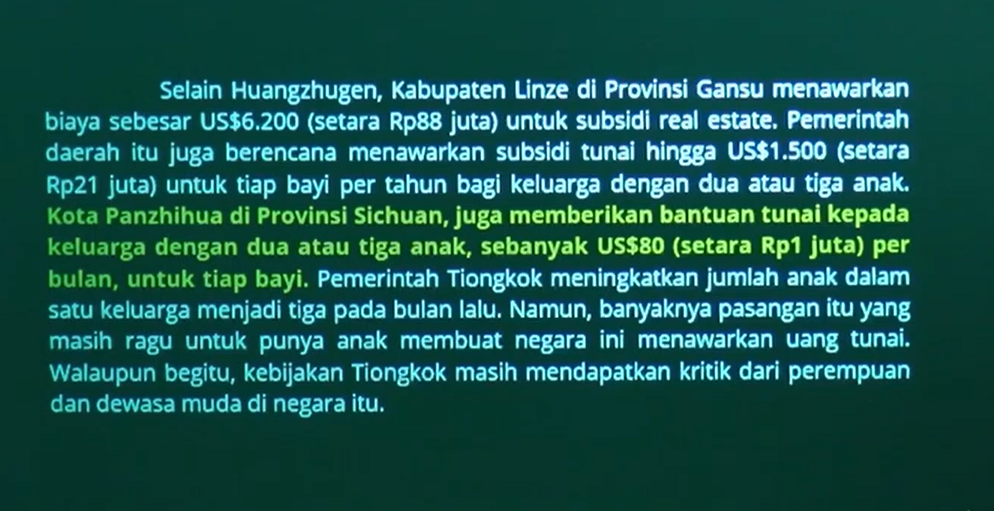 Selain Huangzhugen, Kabupaten Linze di Provinsi Gansu menawarkan
biaya sebesar US$6.200 (setara Rp88 juta) untuk subsidi real estate. Pemerintah
daerah itu juga berencana menawarkan subsidi tunai hingga US$1.500 (setara
Rp21 juta) untuk tiap bayi per tahun bagi keluarga dengan dua atau tiga anak.
Kota Panzhihua di Provinsi Sichuan, juga memberikan bantuan tunai kepada
keluarga dengan dua atau tiga anak, sebanyak US$80 (setara Rp1 juta) per
bulan, untuk tiap bayi. Pemerintah Tiongkok meningkatkan jumlah anak dalam
satu keluarga menjadi tiga pada bulan lalu. Namun, banyaknya pasangan itu yang
masih ragu untuk punya anak membuat negara ini menawarkan uang tunai.
Walaupun begitu, kebijakan Tiongkok masih mendapatkan kritik dari perempuan
dan dewasa muda di negara itu.